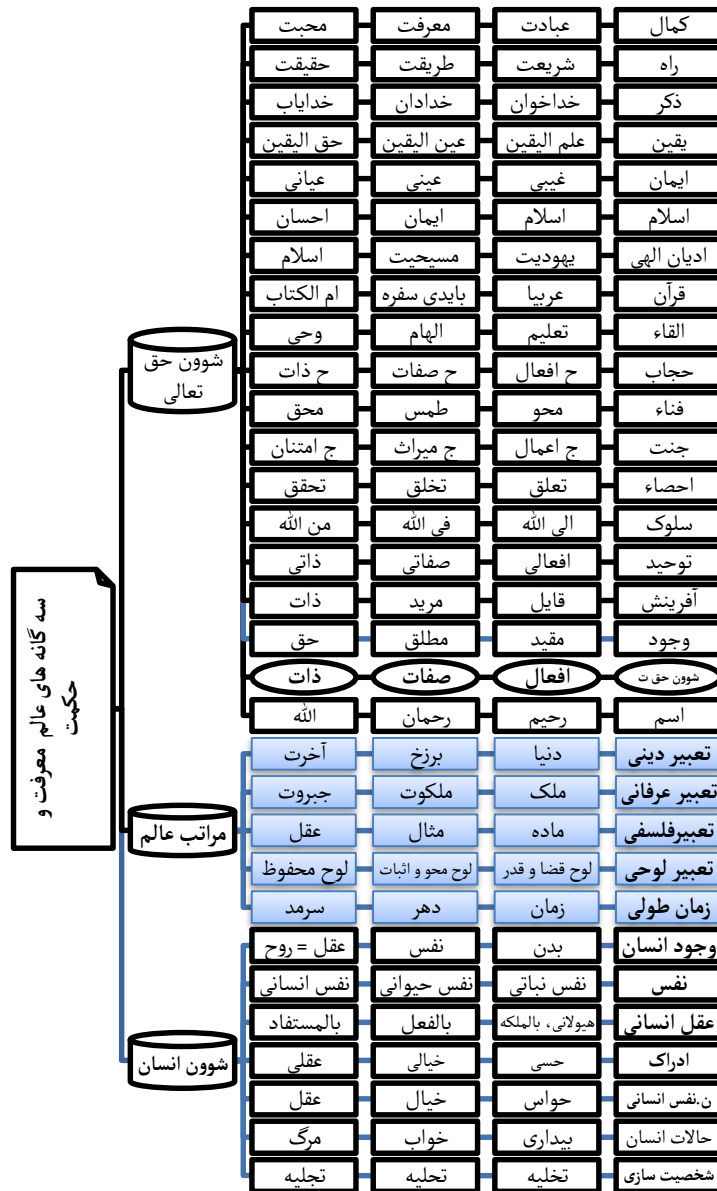 کمال عبادت معرفت محبت
راه شریعت طریقت حقیقت
ذکر خداخوان خدادان خدایاب
یقین علم الیقین عین الیقین حق الیقین
ایمان غیبی عینی عیانی
اسلام اسلام ایمان احسان
ادیان الهی یهودیت مسیحیت اسلام
قرآن عربیا بایدی سفره ام الکتاب
القاء تعلیم الهام وحی
حجاب ح افعال ح صفات ح ذات
فناء محو طمس محق
جنت ج اعمال ج میراث ج امتنان
احصاء تعلق تخلق تحقق
سلوک الی الله فی الله من الله
توحید افعالی صفاتی ذاتی
آفرینش قایل مرید ذات
وجود مقید مطلق حق
شوون حق ت افعال صفات ذات
اسم رحیم رحمان الله
شوون حق
تعالی
تعبیر دینی دنیا برزخ آخرت
تعبیر عرفانی ملک ملکوت جبروت
تعبیرفلسفی ماده مثال عقل
تعبیر لوحی لوح قضا و قدر لوح محو و اثبات لوح محفوظ
زمان طولی زمان دهر سرمد
مراتب عالم
وجود انسان بدن نفس عقل = روح
نفس نفس نباتی نفس حیوانی نفس انسانی
عقل انسانی هیولانی، بالملکه بالفعل بالمستفاد
ادراک حسی خیالی عقلی
ن.نفس انسانی حواس خیال عقل
حالات انسان بیداری خواب مرگ
شخصیت سازی تخلیه تحلیه تجلیه
شوون انسان
سه گانه های عالم معرفت و
حکمت